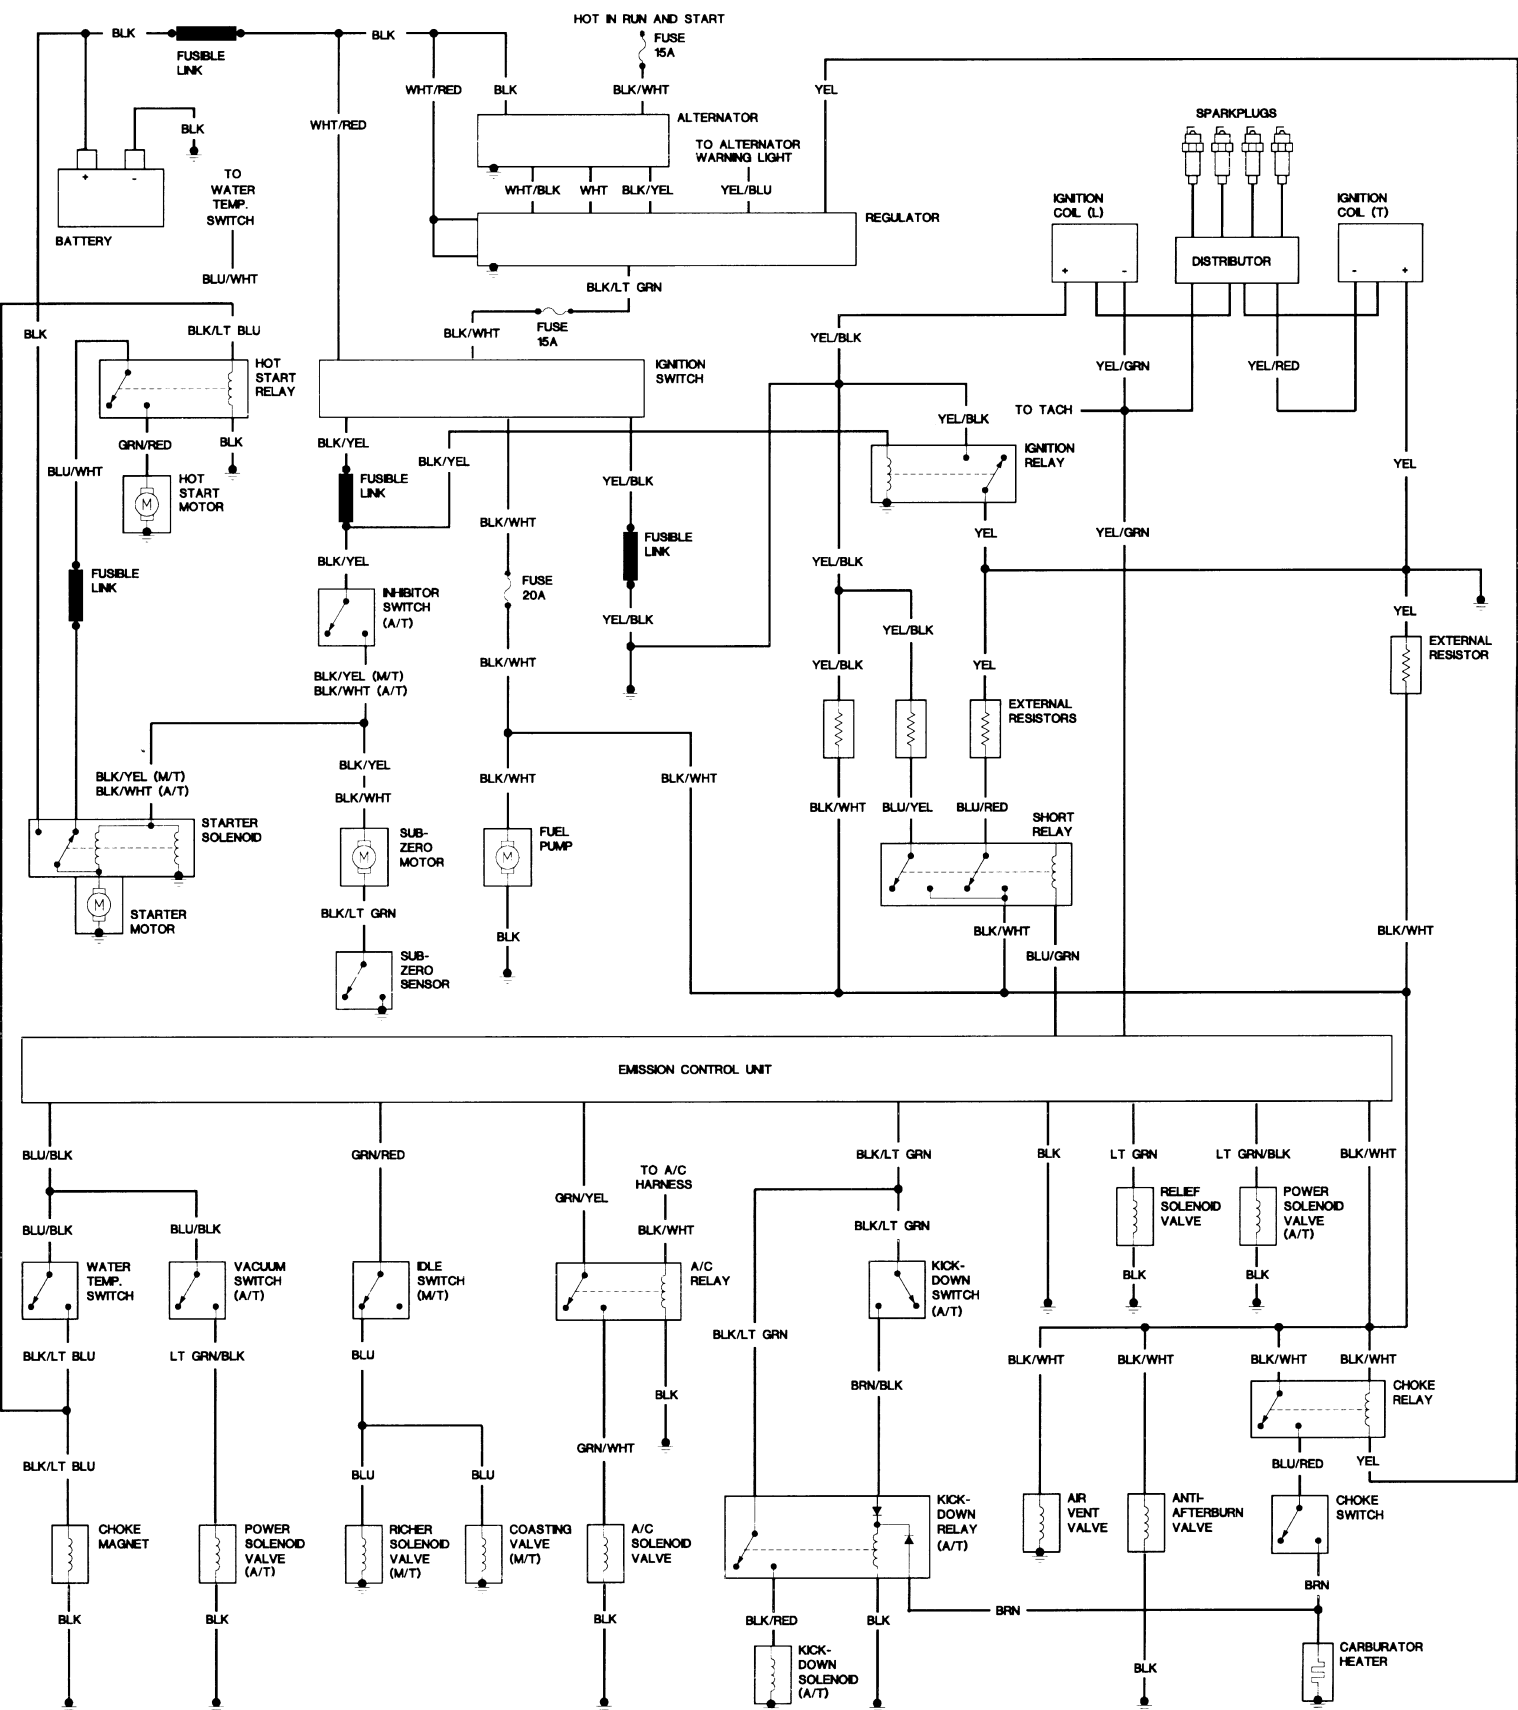 HOT IN RUN AND START
BLK
BLK
FUSE
15A
FUSIBLE
LINK
WHT/RED
BLK
BLK/WHT
YEL
ALTERNATOR
SPARKPLUGS
BLK
WHT/RED
TO ALTERNATOR
WARNING LIGHT
+
-
TO
WATER
TEMP.
SWITCH
WHT/BLK
WHT
BLK/YEL
YEL/BLU
IGNITION
COIL (L)
IGNITION
COIL (T)
REGULATOR
BATTERY
DISTRIBUTOR
+
-
-
+
BLU/WHT
BLK/LT GRN
BLK
BLK/LT BLU
BLK/WHT
FUSE
15A
YEL/BLK
HOT
START
RELAY
IGNITION
SWITCH
YEL/GRN
YEL/RED
TO TACH
GRN/RED
BLK
BLK/YEL
YEL/BLK
BLU/WHT
HOT
START
MOTOR
M
FUSIBLE
LINK
BLK/YEL
YEL/BLK
IGNITION
RELAY
YEL
BLK/WHT
FUSIBLE
LINK
YEL
YEL/GRN
FUSIBLE
LINK
BLK/YEL
FUSE
20A
YEL/BLK
INHIBITOR
SWITCH
(A/T)
YEL/BLK
YEL/BLK
YEL
EXTERNAL
RESISTOR
BLK/YEL (M/T)
BLK/WHT (A/T)
BLK/WHT
YEL/BLK
YEL
EXTERNAL
RESISTORS
BLK/YEL (M/T)
BLK/WHT (A/T)
BLK/YEL
BLK/WHT
BLK/WHT
BLK/WHT
BLK/WHT
BLU/YEL
BLU/RED
SHORT
RELAY
STARTER
SOLENOID
SUB-
ZERO
MOTOR
M
FUEL
PUMP
M
M
STARTER
MOTOR
BLK/LT GRN
BLK
BLK/WHT
BLK/WHT
BLU/GRN
SUB-
ZERO
SENSOR
EMISSION CONTROL UNIT
BLU/BLK
GRN/RED
BLK/LT GRN
BLK
LT GRN
LT GRN/BLK
BLK/WHT
TO A/C
HARNESS
GRN/YEL
BLK/WHT
BLU/BLK
BLU/BLK
BLK/LT GRN
RELIEF
SOLENOID
VALVE
POWER
SOLENOID
VALVE
(A/T)
WATER
TEMP.
SWITCH
VACUUM
SWITCH
(A/T)
IDLE
SWITCH
(M/T)
A/C
RELAY
KICK-
DOWN
SWITCH
(A/T)
BLK
BLK
BLK/LT BLU
LT GRN/BLK
BLU
BLK/LT GRN
BLK/WHT
BLK/WHT
BLK/WHT
BLK/WHT
BLK
BRN/BLK
CHOKE
RELAY
BLK/LT BLU
GRN/WHT
BLU/RED
YEL
BLU
BLU
CHOKE
MAGNET
POWER
SOLENOID
VALVE
(A/T)
RICHER
SOLENOID
VALVE
(M/T)
COASTING
VALVE
(M/T)
A/C
SOLENOID
VALVE
KICK-
DOWN
RELAY
(A/T)
AIR
VENT
VALVE
ANTI-
AFTERBURN
VALVE
CHOKE
SWITCH
BRN
BLK
BLK
BLK
BLK/RED
BLK
BRN
KICK-
DOWN
SOLENOID
(A/T)
BLK
CARBURATOR
HEATER